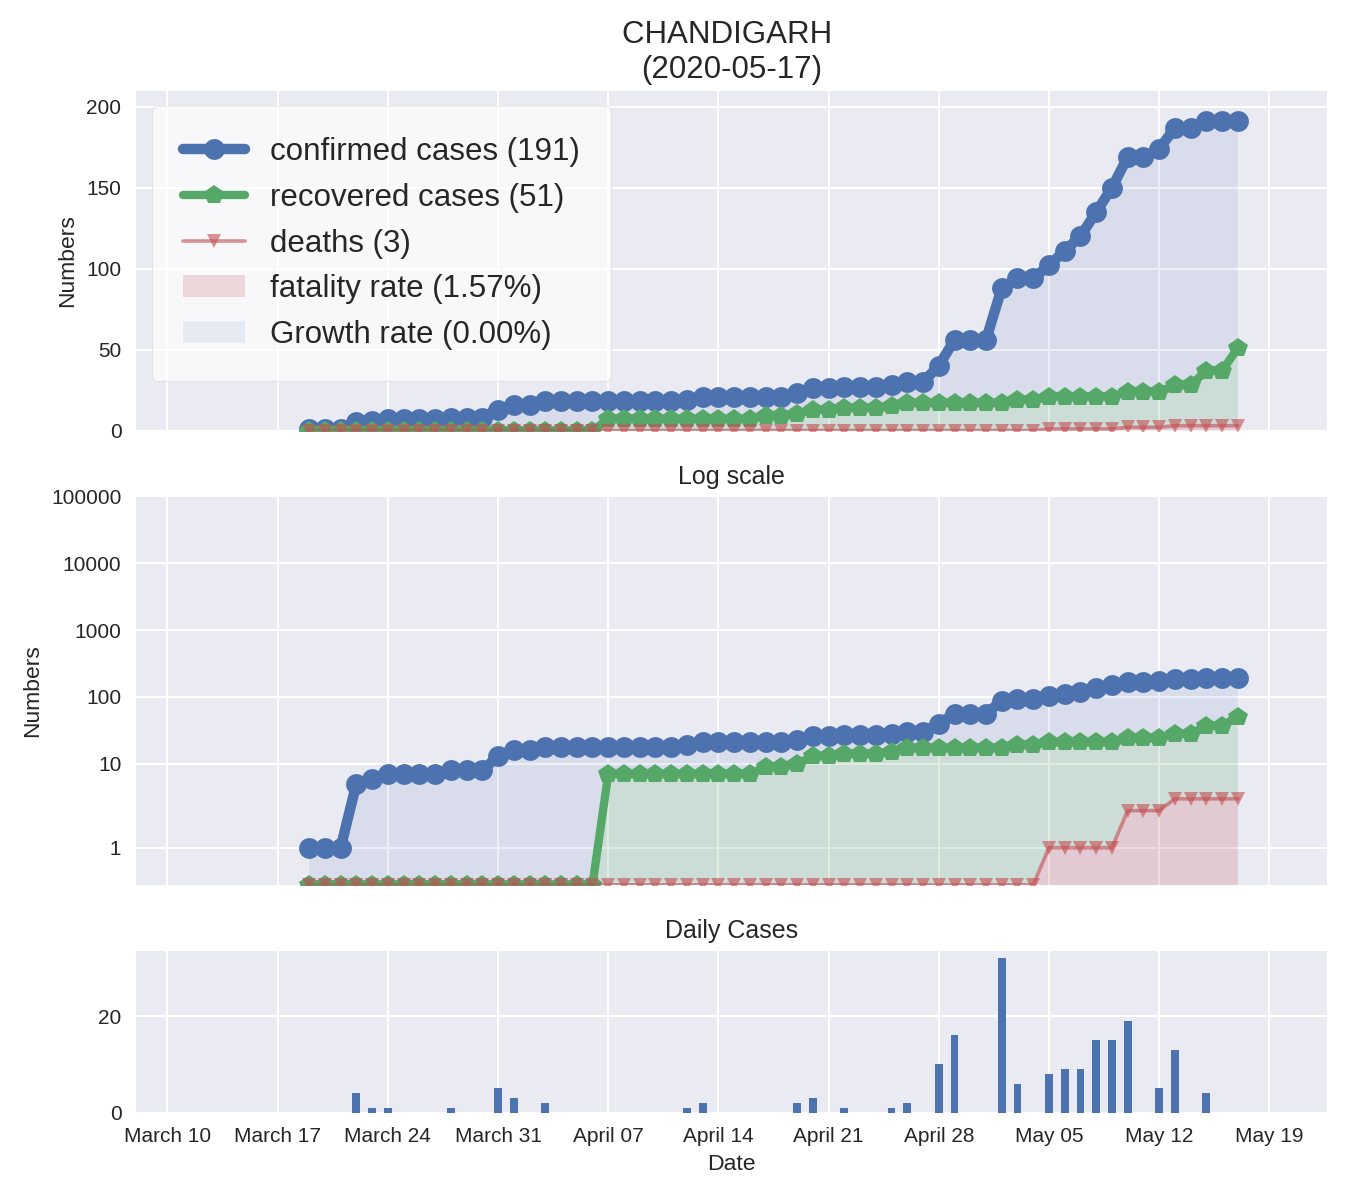 CHANDIGARH
(2020-05-17)
200
150
100
50
0
Numbers
confirmed cases (191)
recovered cases (51)
deaths (3)
fatality rate (1.57%)
Growth rate (0.00%)
Log scale
100000
10000
1000
100
10
1
Numbers
Daily Cases
20
0
March 10 March 17 March 24 March 31 April 07 April 14 April 21 April 28 May 05 May 12 May 19
Date